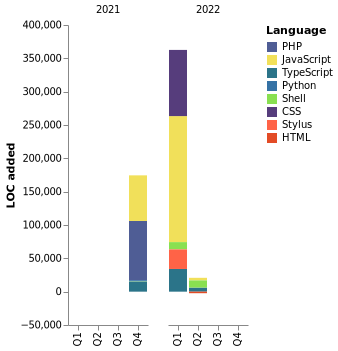 2021
2022
LOC added
400,000
350,000
300,000
250,000
200,000
150,000
100,000
50,000
0
−50,000
Q1
Q2
Q3
Q4
Q1
Q2
Q3
Q4
Language
PHP
JavaScript
TypeScript
Python
Shell
CSS
Stylus
HTML